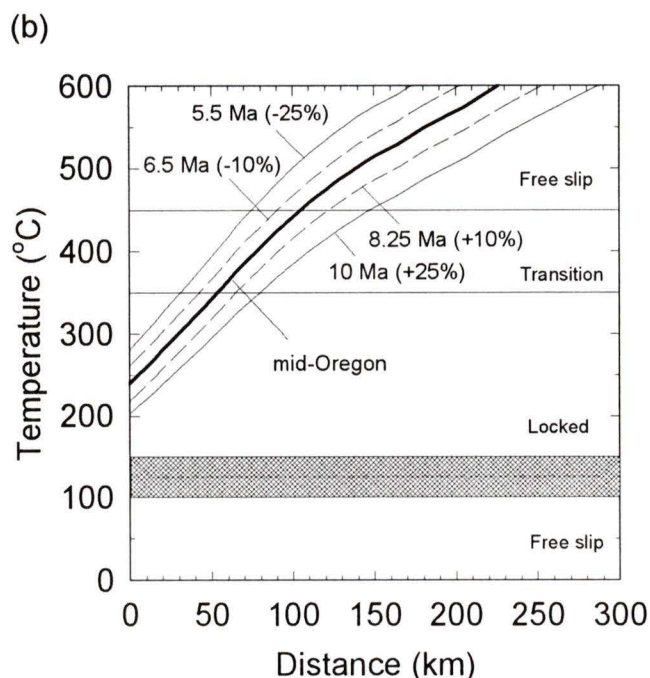 (b)
600
500
400
300
200
100
0
Temperature (°C)
5.5 Ma (-25%)
6.5 Ma (-10%)
Free slip
8.25 Ma (+10%)
10 Ma (+25%)
Transition
mid-Oregon
Locked
Free slip
0
50
100
150
200
250
300
Distance (km)